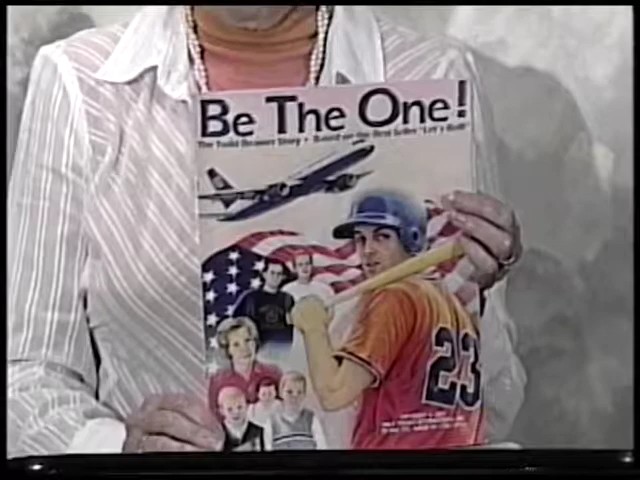 Be The One!
The Todd Beamer Story • Based on the Best Seller "Let's Roll"
23